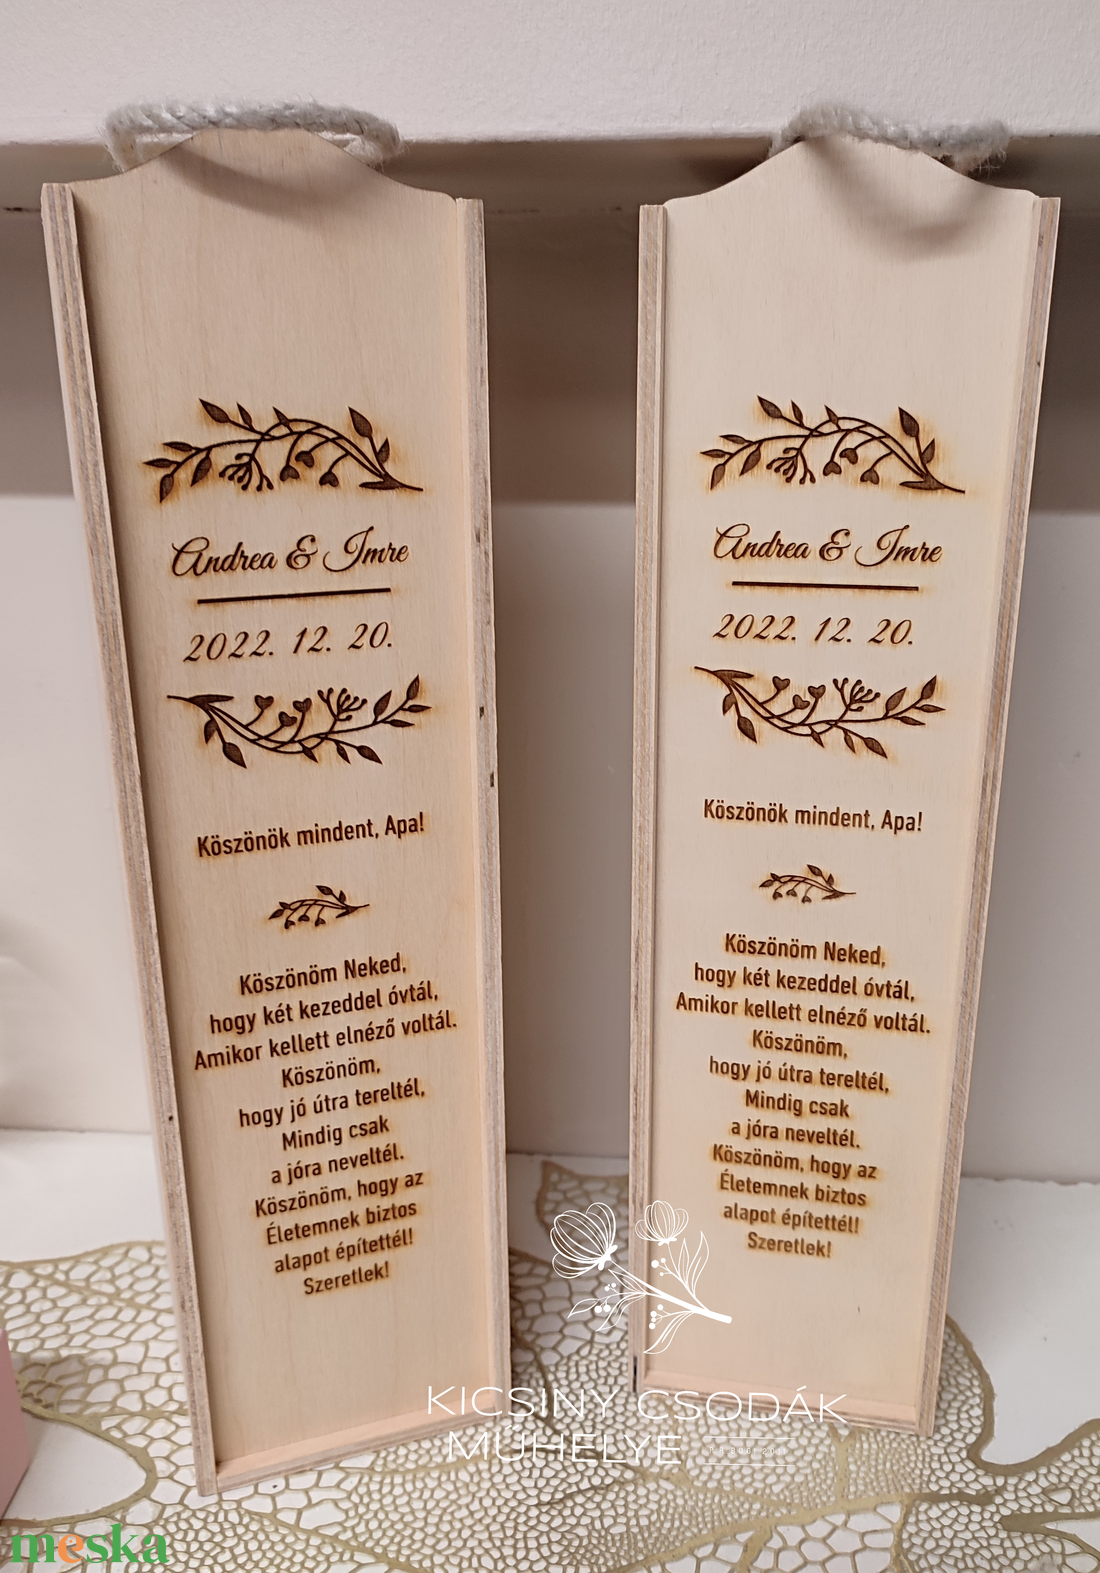 Andrea & Imre
2022. 12. 20.
Köszönök mindent, Apa!
Köszönöm Neked,
hogy két kezeddel óvtál,
Amikor kellett elnéző voltál.
Köszönöm,
hogy jó útra tereltél,
Mindig csak
a jóra neveltél.
Köszönöm, hogy az
Életemnek biztos
alapot építettél!
Szeretlek!
Andrea & Imre
2022. 12. 20.
Köszönök mindent, Apa!
Köszönöm Neked,
hogy két kezeddel óvtál,
Amikor kellett elnéző voltál.
Köszönöm,
hogy jó útra tereltél,
Mindig csak
a jóra neveltél.
Köszönöm, hogy az
Életemnek biztos
alapot építettél!
Szeretlek!
KICSINY CSODÁK
MŰHELYE
meska